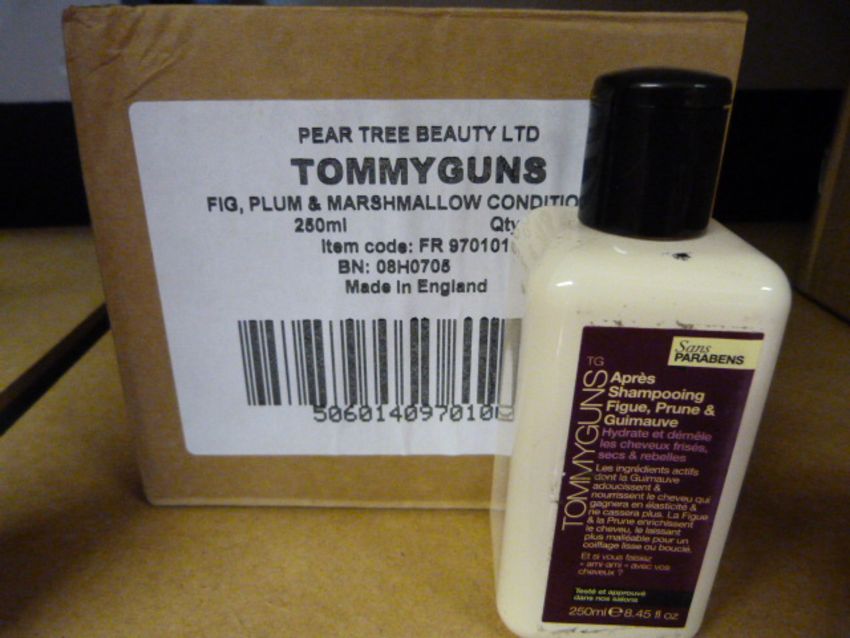 PEAR TREE BEAUTY LTD
TOMMYGUNS
FIG, PLUM & MARSHMALLOW CONDITIO
250ml Qty
Item code: FR 970101
BN: 08H0705
Made in England
506014097010
Sans
PARABENS
TG
TOMMYGUNS
Après
Shampooing
Figue, Prune &
Guimauve
Hydrate et démêle
les cheveux frisés,
secs & rebelles
Les ingrédients actifs
dont la Guimauve
adoucissent &
nourrissent le cheveu qui
gagnera en élasticité &
ne cassera plus. La Figue
& la Prune enrichissent
le cheveu, le laissant
plus malléable pour un
coiffage lisse ou bouclé.
Et si vous faisiez
« ami-ami » avec vos
cheveux ?
Testé et approuvé
dans nos salons
250ml e 8.45 fl oz